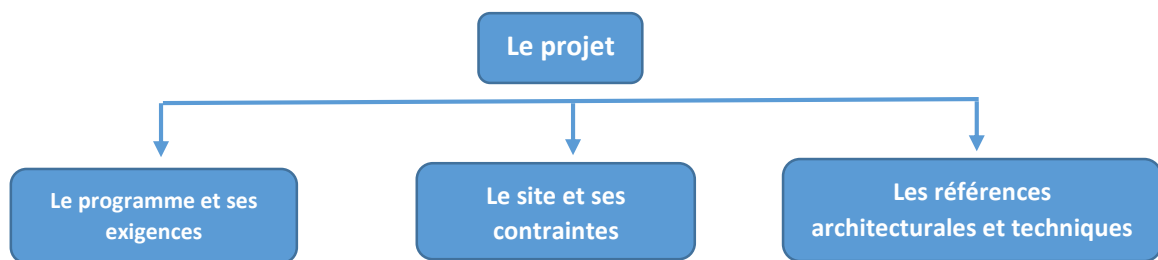 Le projet
Le programme et ses
exigences
Le site et ses
contraintes
Les références
architecturales et techniques